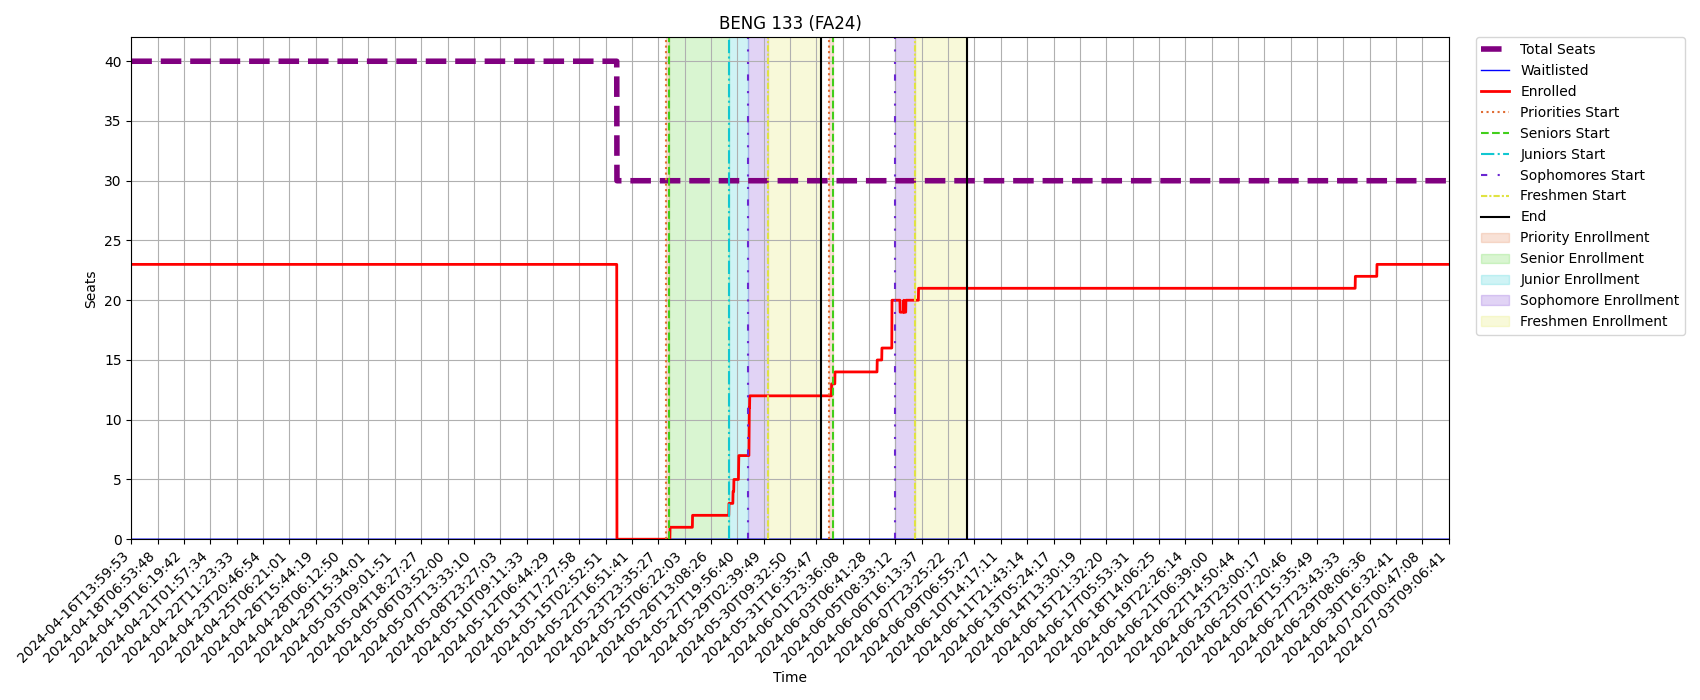 BENG 133 (FA24)
Seats
40
35
30
25
20
15
10
5
0
2024-04-16T13:59:53
2024-04-18T06:53:48
2024-04-19T16:19:42
2024-04-21T01:57:34
2024-04-22T11:23:33
2024-04-23T20:46:54
2024-04-25T06:21:01
2024-04-26T15:44:19
2024-04-28T06:12:50
2024-04-29T15:34:01
2024-05-03T09:01:51
2024-05-04T18:27:27
2024-05-06T03:52:00
2024-05-07T13:33:10
2024-05-08T23:27:03
2024-05-10T09:11:33
2024-05-12T06:44:29
2024-05-13T17:27:58
2024-05-15T02:52:51
2024-05-22T16:51:41
2024-05-23T23:35:27
2024-05-25T06:22:03
2024-05-26T13:08:26
2024-05-27T19:56:40
2024-05-29T02:39:49
2024-05-30T09:32:50
2024-05-31T16:35:47
2024-06-01T23:36:08
2024-06-03T06:41:28
2024-06-05T08:33:12
2024-06-06T16:13:37
2024-06-07T23:25:22
2024-06-09T06:55:27
2024-06-10T14:17:11
2024-06-11T21:43:14
2024-06-13T05:24:17
2024-06-14T13:30:19
2024-06-15T21:32:20
2024-06-17T05:53:31
2024-06-18T14:06:25
2024-06-19T22:26:14
2024-06-21T06:39:00
2024-06-22T14:50:44
2024-06-23T23:00:17
2024-06-25T07:20:46
2024-06-26T15:35:49
2024-06-27T23:43:33
2024-06-29T08:06:36
2024-06-30T16:32:41
2024-07-02T00:47:08
2024-07-03T09:06:41
Time
Total Seats
Waitlisted
Enrolled
Priorities Start
Seniors Start
Juniors Start
Sophomores Start
Freshmen Start
End
Priority Enrollment
Senior Enrollment
Junior Enrollment
Sophomore Enrollment
Freshmen Enrollment